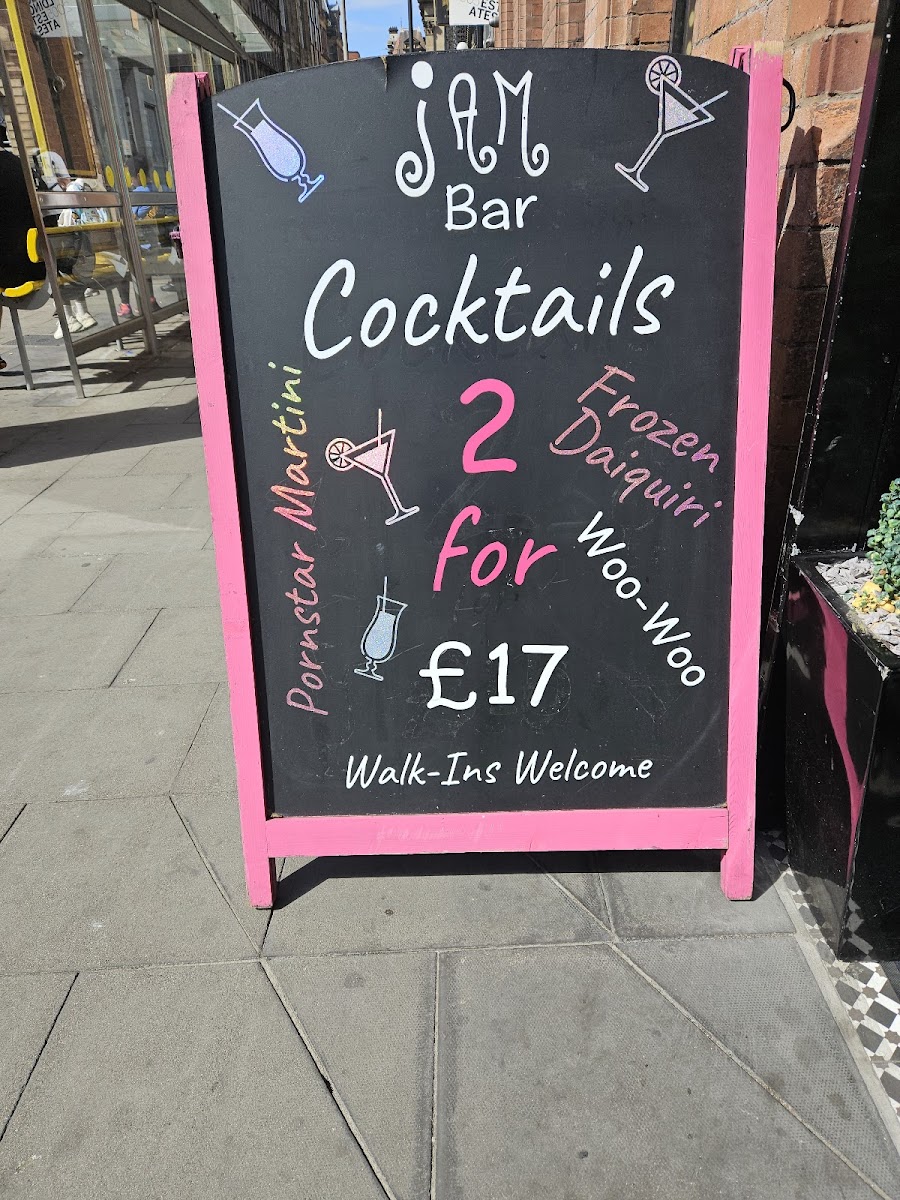 JAM
Bar
Cocktails
2
for
£17
Pornstar Martini
Frozen
Daiquiri
Woo-Woo
Walk-Ins Welcome